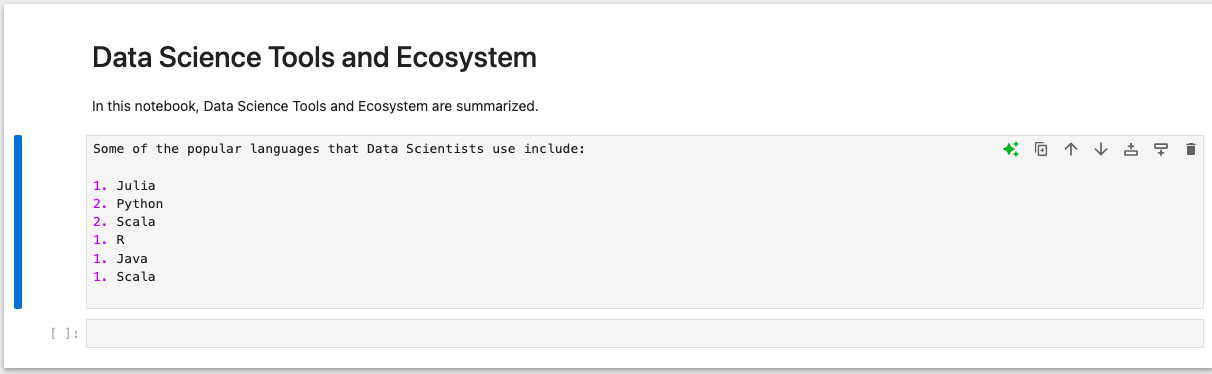 Data Science Tools and Ecosystem
In this notebook, Data Science Tools and Ecosystem are summarized.
Some of the popular languages that Data Scientists use include:
1. Julia
2. Python
2. Scala
1. R
1. Java
1. Scala
[ ]: